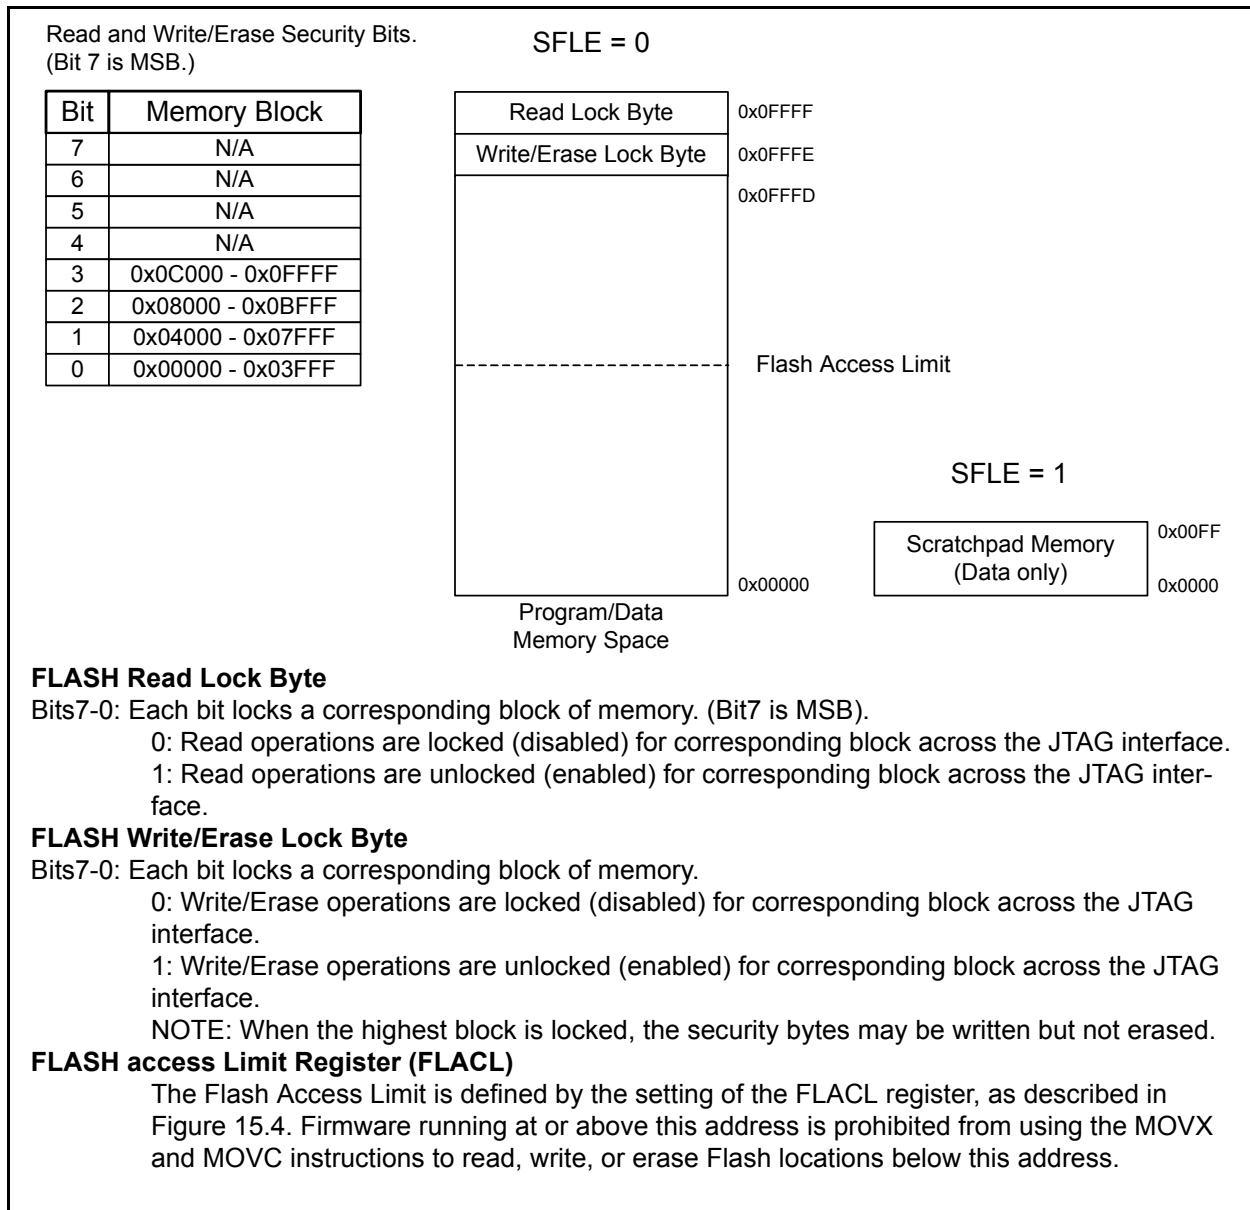 Read and Write/Erase Security Bits.
(Bit 7 is MSB.)
SFLE = 0
Bit Memory Block
7 N/A
6 N/A
5 N/A
4 N/A
3 0x0C000 - 0x0FFFF
2 0x08000 - 0x0BFFF
1 0x04000 - 0x07FFF
0 0x00000 - 0x03FFF
Read Lock Byte 0x0FFFF
Write/Erase Lock Byte 0x0FFFE
0x0FFFD
Flash Access Limit
0x00000
Program/Data
Memory Space
SFLE = 1
Scratchpad Memory
(Data only)
0x00FF
0x0000
FLASH Read Lock Byte
Bits7-0: Each bit locks a corresponding block of memory. (Bit7 is MSB).
0: Read operations are locked (disabled) for corresponding block across the JTAG interface.
1: Read operations are unlocked (enabled) for corresponding block across the JTAG inter-
face.
FLASH Write/Erase Lock Byte
Bits7-0: Each bit locks a corresponding block of memory.
0: Write/Erase operations are locked (disabled) for corresponding block across the JTAG
interface.
1: Write/Erase operations are unlocked (enabled) for corresponding block across the JTAG
interface.
NOTE: When the highest block is locked, the security bytes may be written but not erased.
FLASH access Limit Register (FLACL)
The Flash Access Limit is defined by the setting of the FLACL register, as described in
Figure 15.4. Firmware running at or above this address is prohibited from using the MOVX
and MOVC instructions to read, write, or erase Flash locations below this address.